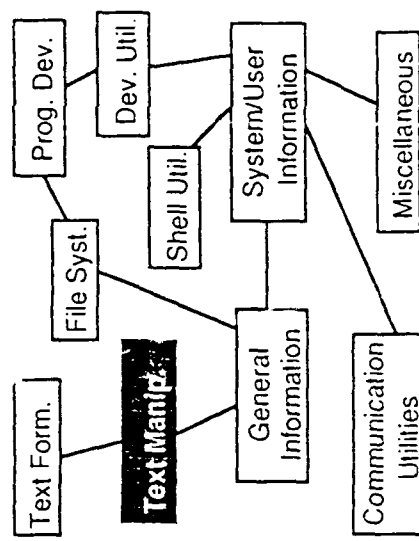 Text Form.
Text Manip.
File Syst.
Prog. Dev.
Dev. Util.
Shell Util.
General
Information
System/User
Information
Communication
Utilities
Miscellaneous